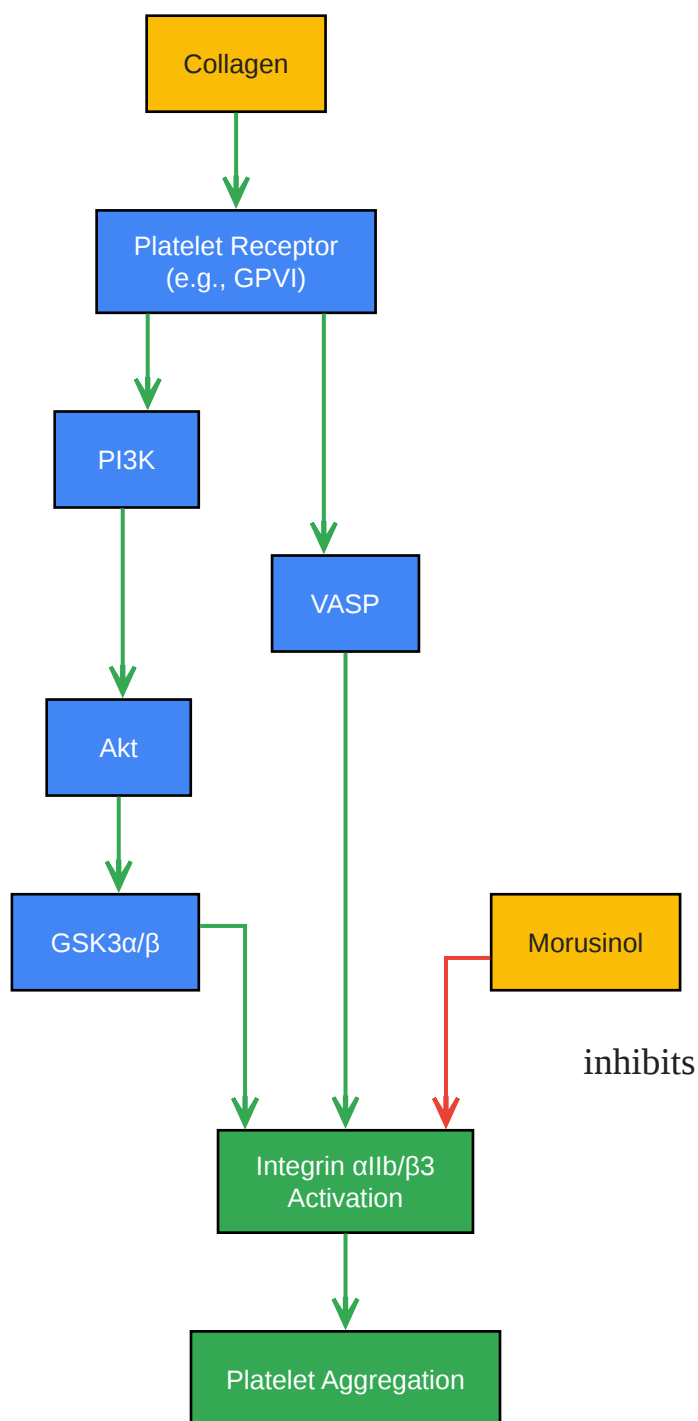 Collagen
Platelet Receptor
(e.g., GPVI)
PI3K
VASP
Akt
GSK3α/β
Morusinol
inhibits
Integrin αIIb/β3
Activation
Platelet Aggregation